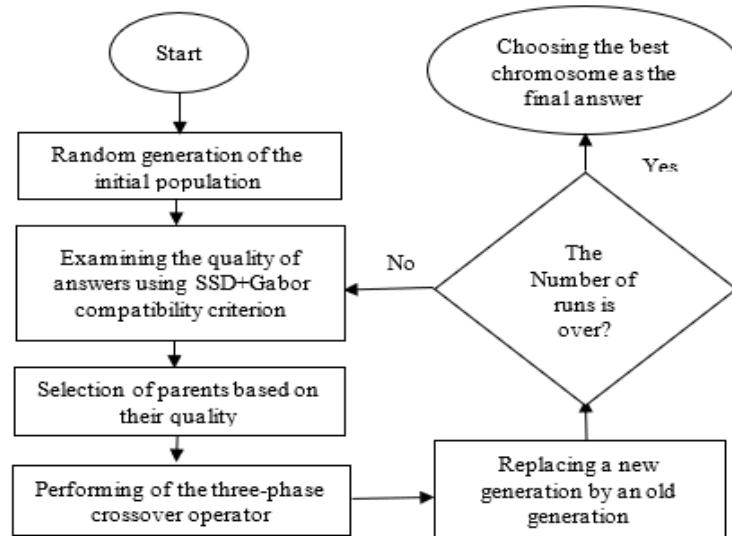 Start
Random generation of the
initial population
Examining the quality of
answers using SSD+Gabor
compatibility criterion
Selection of parents based on
their quality
Performing of the three-phase
crossover operator
Replacing a new
generation by an old
generation
The
Number of
runs is
over?
No
Yes
Choosing the best
chromosome as the
final answer